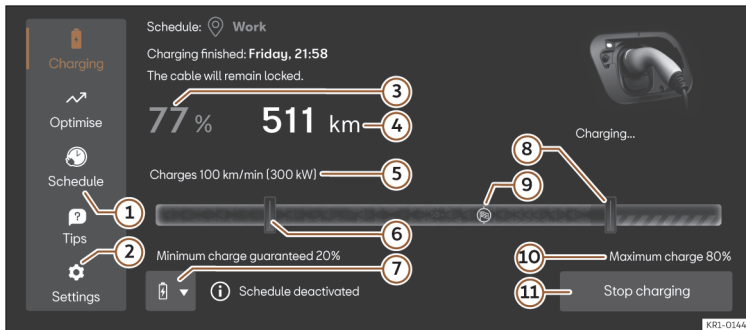 Charging
Optimise
Schedule
Tips
Settings
Schedule: Work
Charging finished: Friday, 21:58
The cable will remain locked.
77 %
511 km
Charging...
Charges 100 km/min (300 kW)
Minimum charge guaranteed 20%
Maximum charge 80%
Schedule deactivated
Stop charging
1
2
3
4
5
6
7
8
9
10
11
KR1-0144